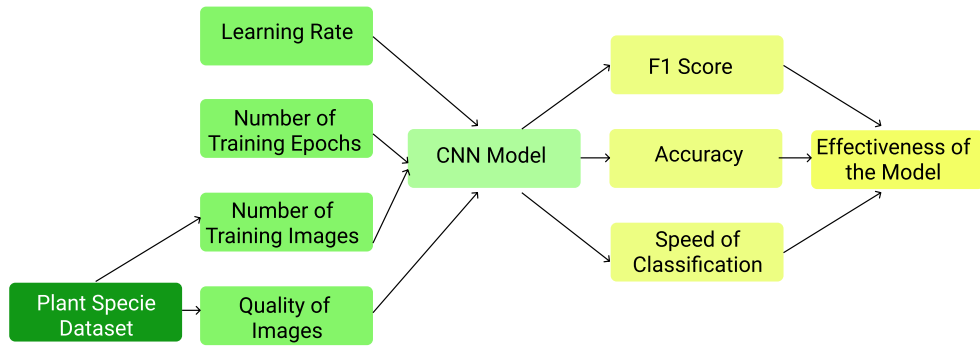 Learning Rate
Number of
Training Epochs
Number of
Training Images
Plant Specie
Dataset
Quality of
Images
CNN Model
F1 Score
Accuracy
Speed of
Classification
Effectiveness of
the Model